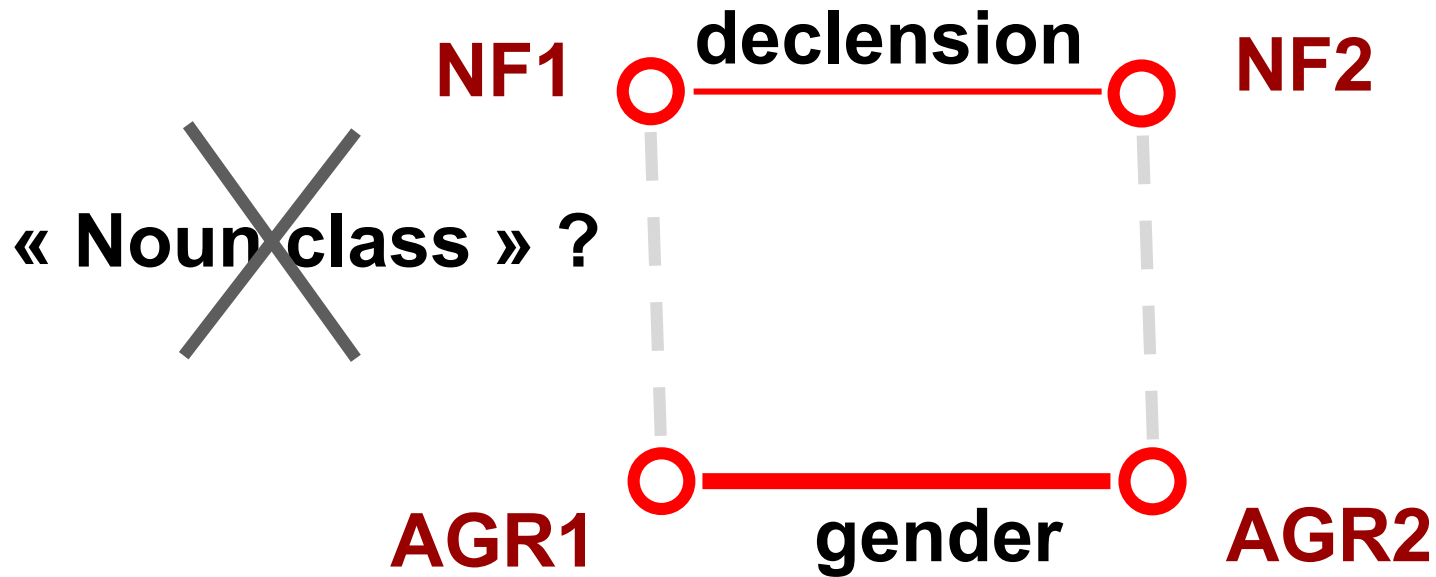 declension
NF1
NF2
« Noun class » ?
AGR1
gender
AGR2